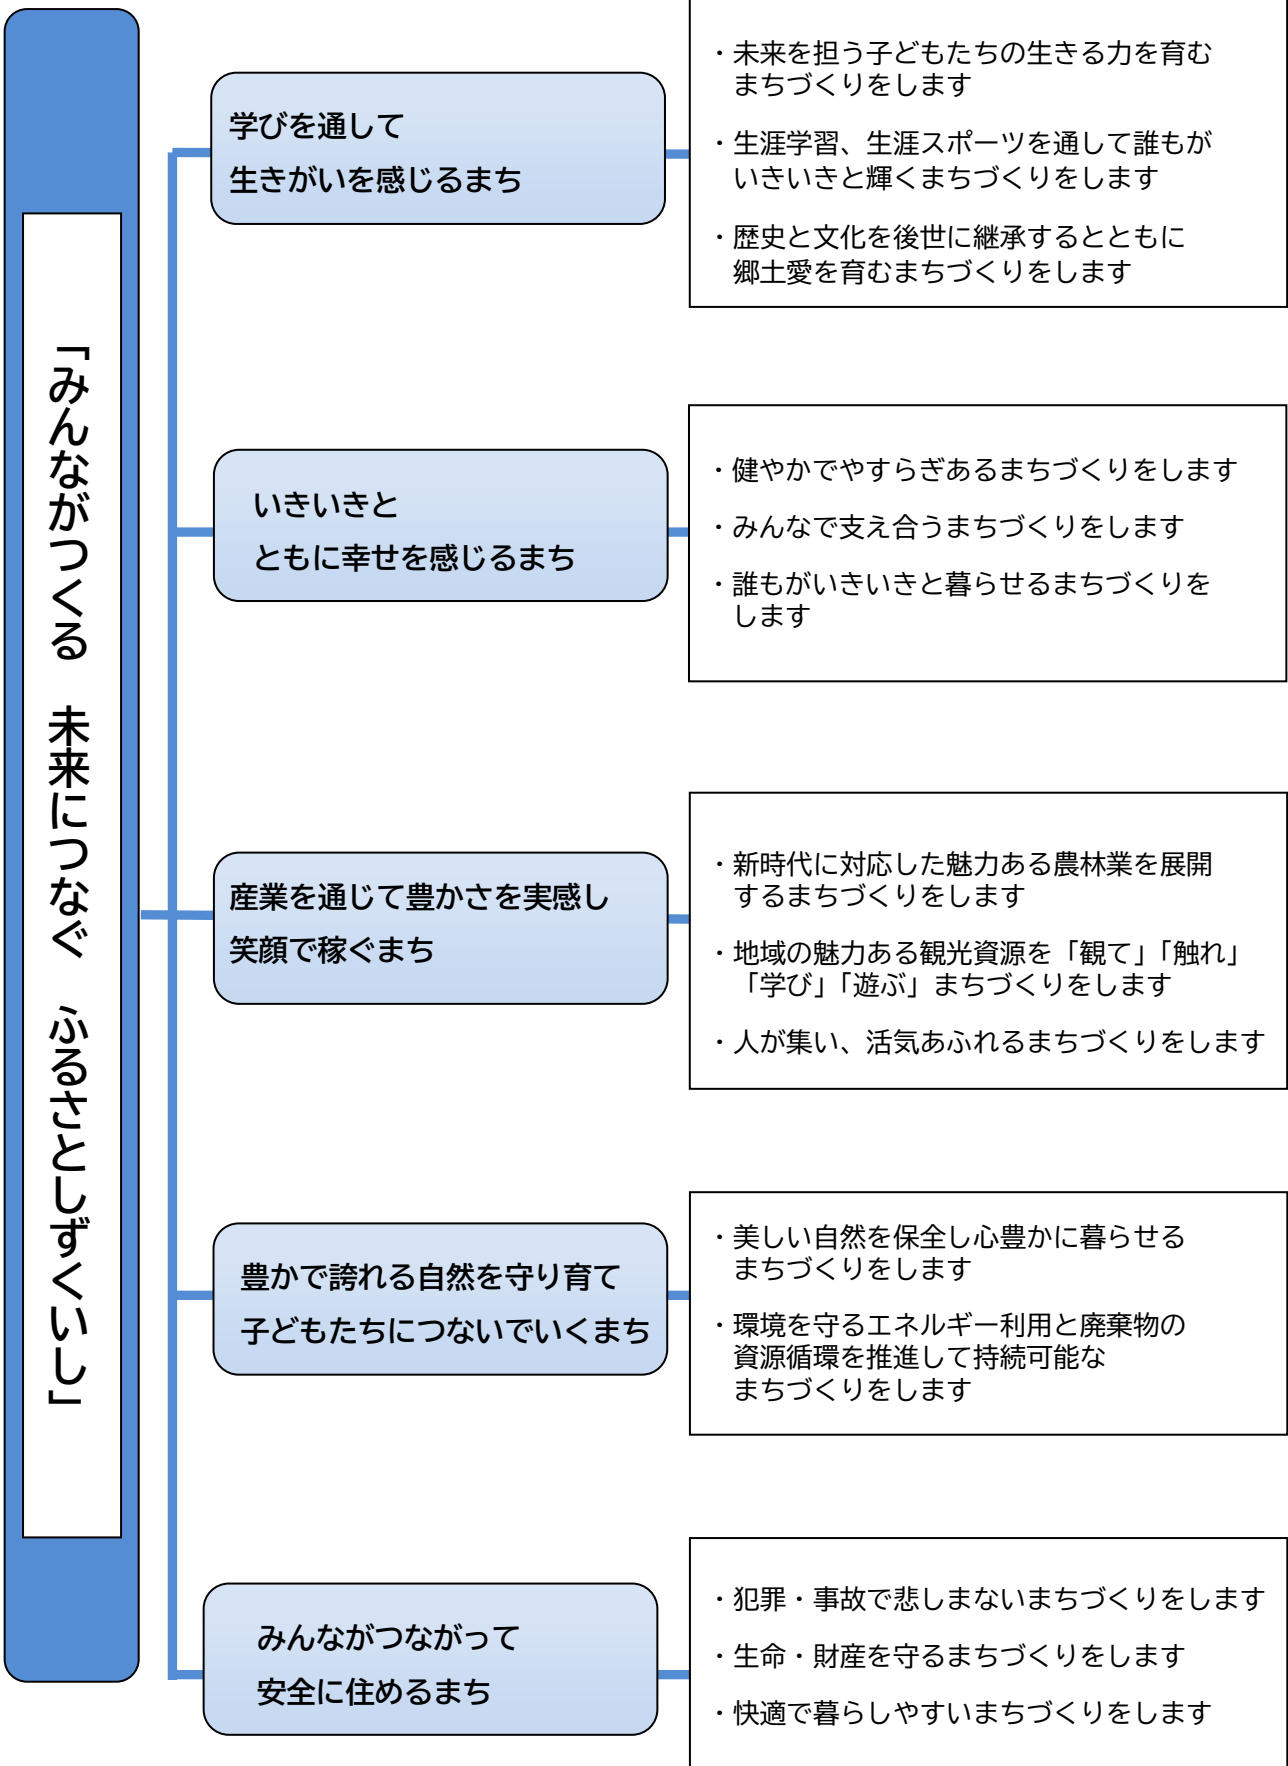 「みんながつくる　未来につなぐ　ふるさとしずくいし」
学びを通して
生きがいを感じるまち
・未来を担う子どもたちの生きる力を育む
まちづくりをします
・生涯学習、生涯スポーツを通して誰もが
いきいきと輝くまちづくりをします
・歴史と文化を後世に継承するとともに
郷土愛を育むまちづくりをします
いきいきと
ともに幸せを感じるまち
・健やかでやすらぎあるまちづくりをします
・みんなで支え合うまちづくりをします
・誰もがいきいきと暮らせるまちづくりを
します
産業を通じて豊かさを実感し
笑顔で稼ぐまち
・新時代に対応した魅力ある農林業を展開
するまちづくりをします
・地域の魅力ある観光資源を「観て」「触れ」
「学び」「遊ぶ」まちづくりをします
・人が集い、活気あふれるまちづくりをします
豊かで誇れる自然を守り育て
子どもたちにつないでいくまち
・美しい自然を保全し心豊かに暮らせる
まちづくりをします
・環境を守るエネルギー利用と廃棄物の
資源循環を推進して持続可能な
まちづくりをします
みんながつながって
安全に住めるまち
・犯罪・事故で悲しまないまちづくりをします
・生命・財産を守るまちづくりをします
・快適で暮らしやすいまちづくりをします